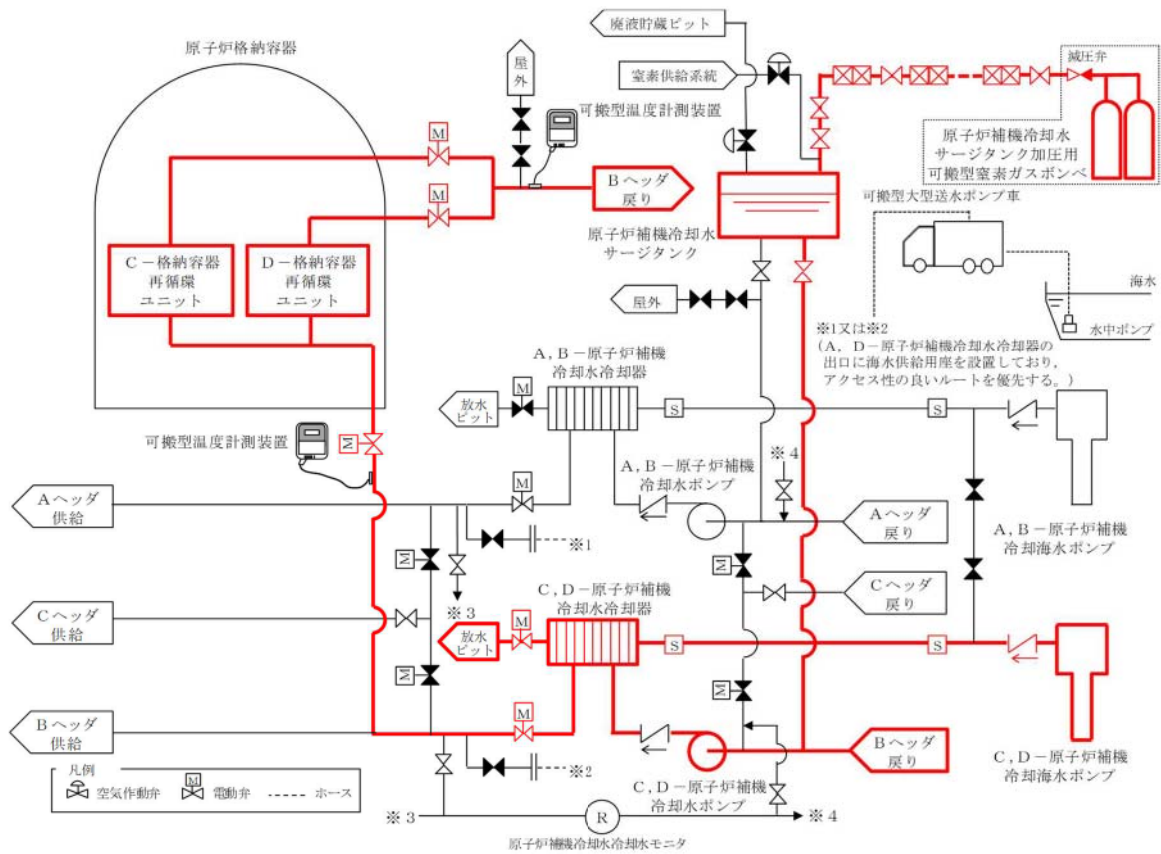 原子炉格納容器
屋外
廃液貯蔵ピット
窒素供給系統
減圧弁
可搬型温度計測装置
M
M
Bヘッダ
戻り
原子炉補機冷却水
サージタンク加圧用
可搬型窒素ガスボンベ
可搬型大型送水ポンプ車
原子炉補機冷却水
サージタンク
C-格納容器
再循環
ユニット
D-格納容器
再循環
ユニット
海水
水中ポンプ
屋外
※1又は※2
(A,D-原子炉補機冷却水冷却器の
出口に海水供給用座を設置しており,
アクセス性の良いルートを優先する。)
A,B-原子炉補機
冷却水冷却器
放水
ピット
M
S
S
可搬型温度計測装置
M
※4
A,B-原子炉補機
冷却水ポンプ
Aヘッダ
供給
M
Aヘッダ
戻り
A,B-原子炉補機
冷却海水ポンプ
※1
M
M
Cヘッダ
戻り
Cヘッダ
供給
※3
C,D-原子炉補機
冷却水冷却器
放水
ピット
M
S
S
M
M
Bヘッダ
供給
M
Bヘッダ
戻り
C,D-原子炉補機
冷却海水ポンプ
※2
C,D-原子炉補機
冷却水ポンプ
凡例
空気作動弁
M
電動弁
ホース
※3
R
※4
原子炉補機冷却水冷却水モニタ